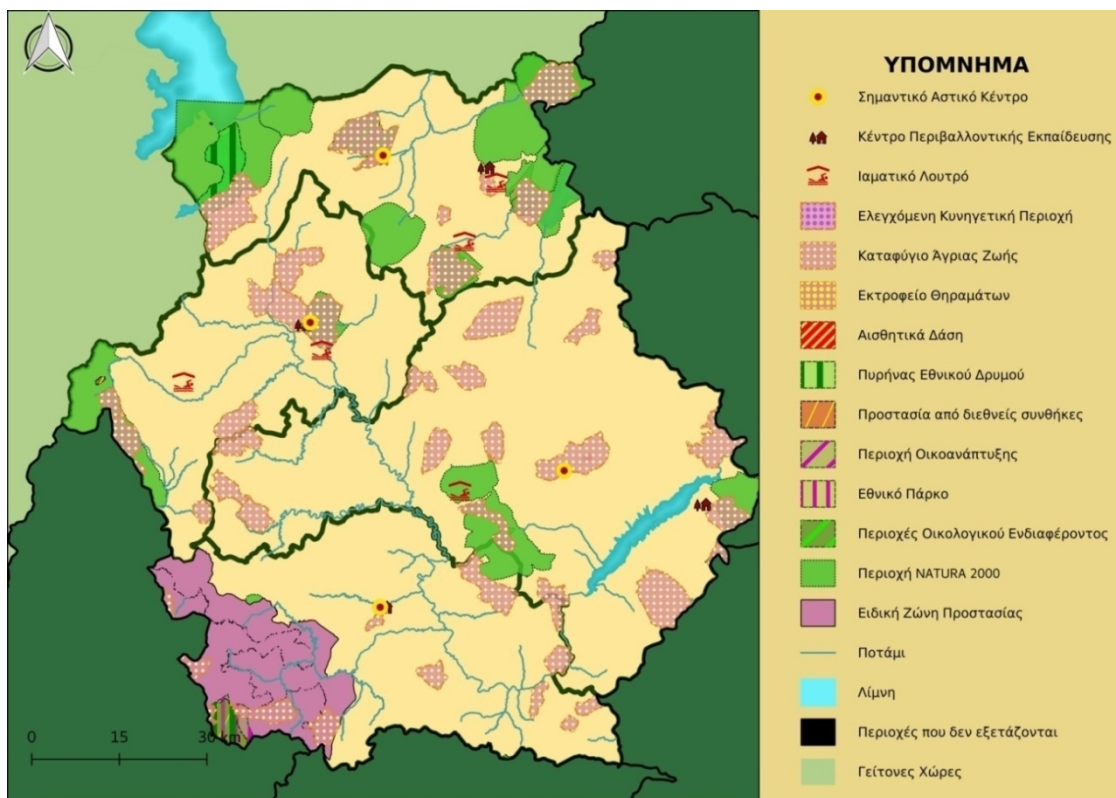 ΥΠΟΜΝΗΜΑ
Σημαντικό Αστικό Κέντρο
Κέντρο Περιβαλλοντικής Εκπαίδευσης
Ιαματικό Λουτρό
Ελεγχόμενη Κυνηγετική Περιοχή
Καταφύγιο Άγριας Ζωής
Εκτροφείο Θηραμάτων
Αισθητικά Δάση
Πυρήνας Εθνικού Δρυμού
Προστασία από διεθνείς συνθήκες
Περιοχή Οικοανάπτυξης
Εθνικό Πάρκο
Περιοχές Οικολογικού Ενδιαφέροντος
Περιοχή NATURA 2000
Ειδική Ζώνη Προστασίας
Ποτάμι
Λίμνη
Περιοχές που δεν εξετάζονται
Γείτονες Χώρες
0 15 30 km